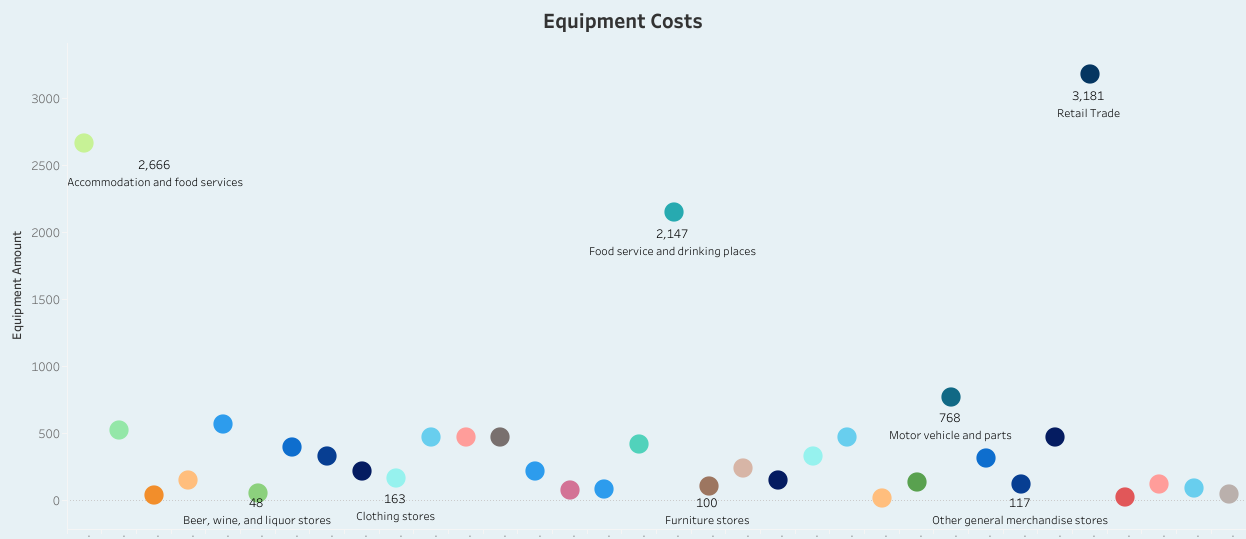 Equipment Costs
Equipment Amount
3000
2500
2000
1500
1000
500
0
3,181
Retail Trade
2,666
Accommodation and food services
2,147
Food service and drinking places
768
Motor vehicle and parts
48
Beer, wine, and liquor stores
163
Clothing stores
100
Furniture stores
117
Other general merchandise stores